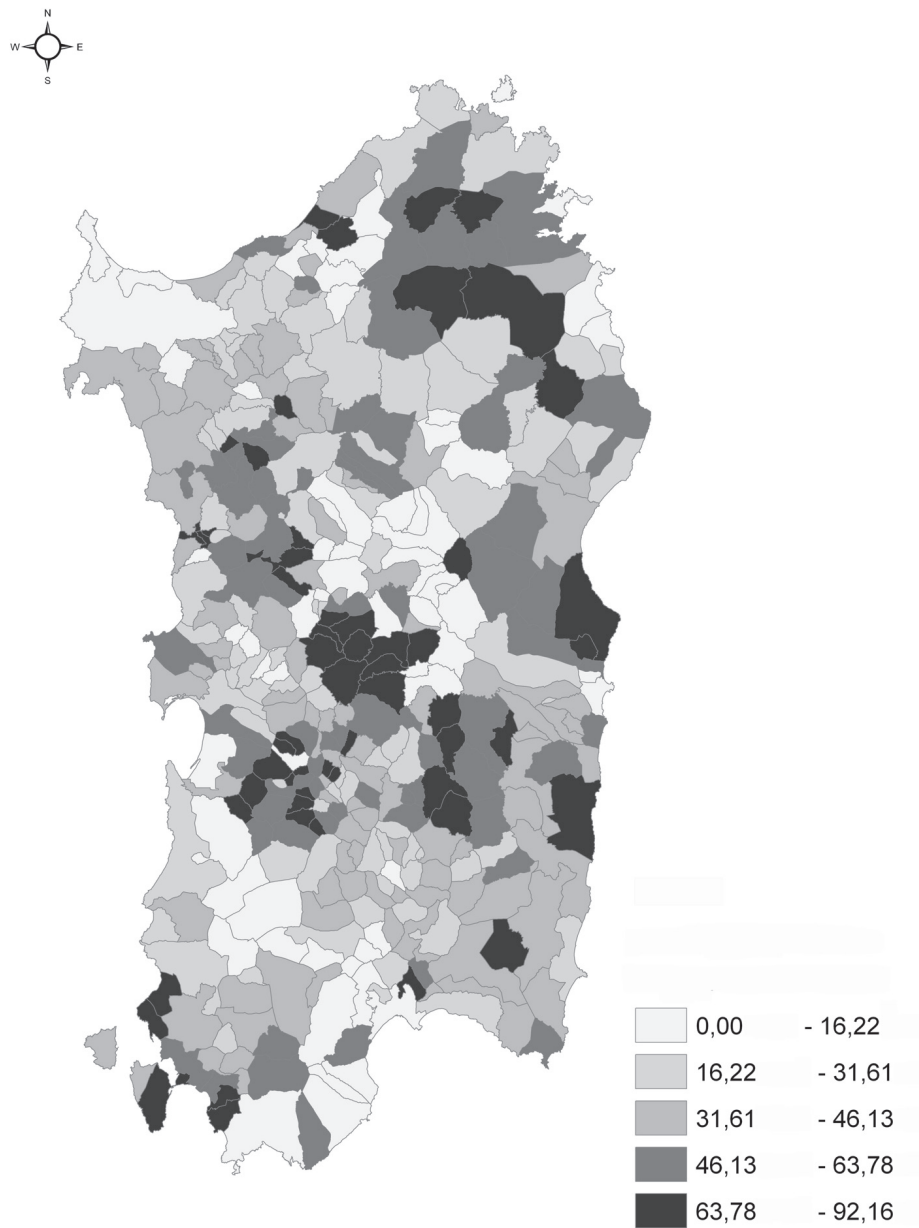 N
W E
S
0,00 - 16,22
16,22 - 31,61
31,61 - 46,13
46,13 - 63,78
63,78 - 92,16